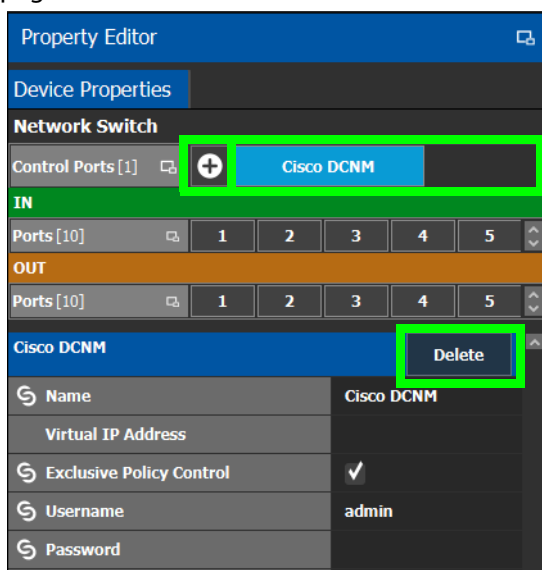 Property Editor
Device Properties
Network Switch
Control Ports [1] Cisco DCNM
IN
Ports [10] 1 2 3 4 5
OUT
Ports [10] 1 2 3 4 5
Cisco DCNM Delete
Name Cisco DCNM
Virtual IP Address
Exclusive Policy Control
Username admin
Password